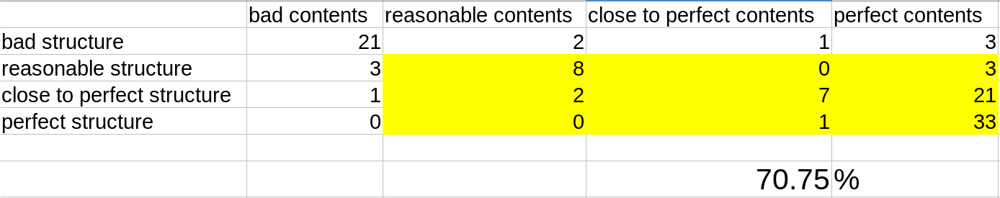 bad contents reasonable contents close to perfect contents perfect contents
bad structure 21 2 1 3
reasonable structure 3 8 0 3
close to perfect structure 1 2 7 21
perfect structure 0 0 1 33
70.75 %